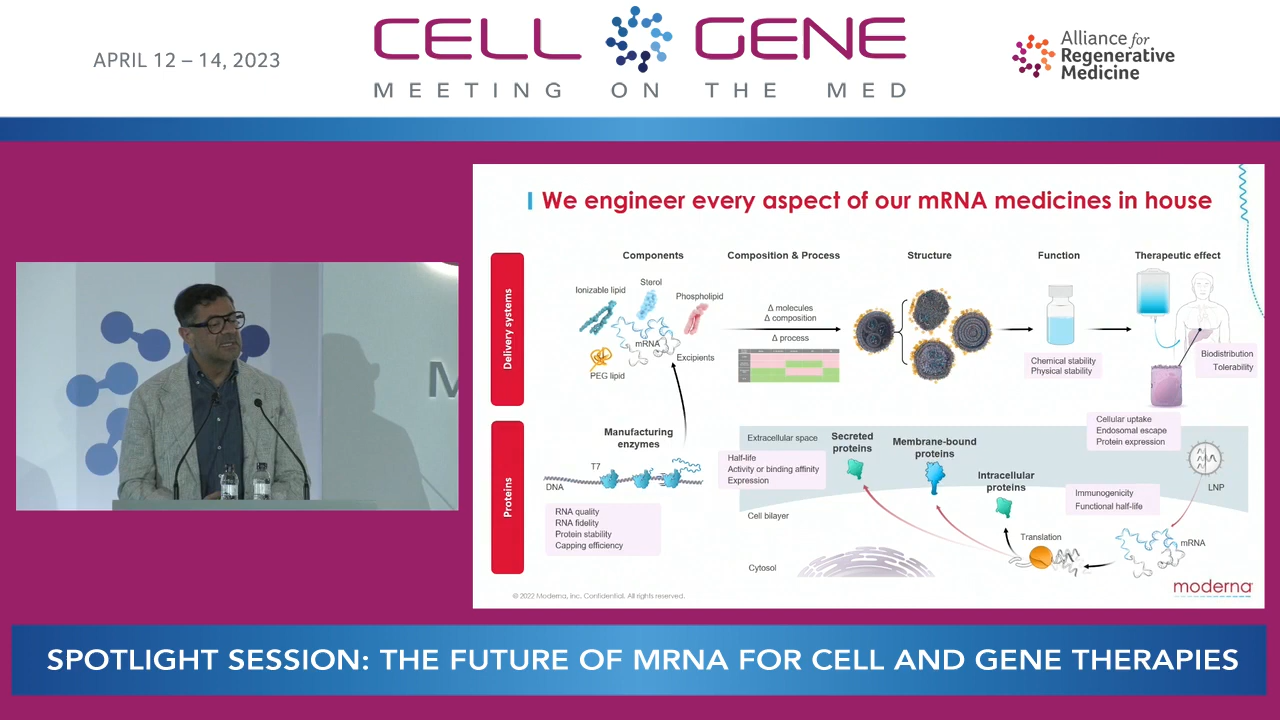 APRIL 12 – 14, 2023
CELL GENE
MEETING ON THE MED
Alliance for
Regenerative
Medicine
We engineer every aspect of our mRNA medicines in house
Delivery systems
Components
Composition & Process
Structure
Function
Therapeutic effect
Ionizable lipid
Sterol
Phospholipid
mRNA
Excipients
PEG lipid
Δ molecules
Δ composition
Δ process
Chemical stability
Physical stability
Biodistribution
Tolerability
Cellular uptake
Endosomal escape
Protein expression
Proteins
Manufacturing
enzymes
T7
DNA
RNA quality
RNA fidelity
Protein stability
Capping efficiency
Extracellular space
Half-life
Activity or binding affinity
Expression
Secreted
proteins
Membrane-bound
proteins
Intracellular
proteins
Immunogenicity
Functional half-life
LNP
Cell bilayer
Translation
mRNA
Cytosol
© 2022 Moderna, Inc. Confidential. All rights reserved.
moderna
M
SPOTLIGHT SESSION: THE FUTURE OF MRNA FOR CELL AND GENE THERAPIES